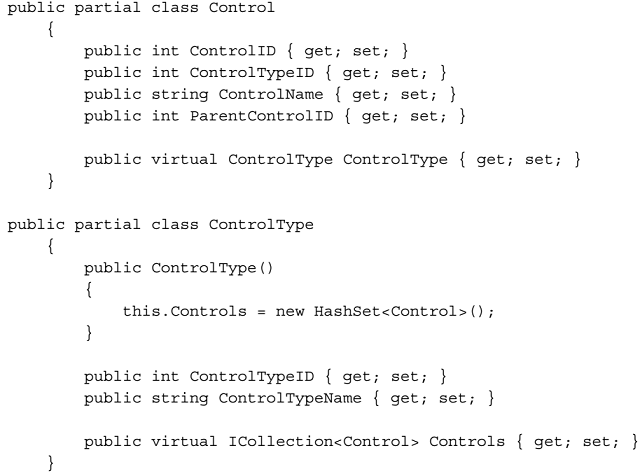 public partial class Control
    {
        public int ControlID { get; set; }
        public int ControlTypeID { get; set; }
        public string ControlName { get; set; }
        public int ParentControlID { get; set; }

        public virtual ControlType ControlType { get; set; }
    }

public partial class ControlType
    {
        public ControlType()
        {
            this.Controls = new HashSet<Control>();
        }

        public int ControlTypeID { get; set; }
        public string ControlTypeName { get; set; }

        public virtual ICollection<Control> Controls { get; set; }
    }